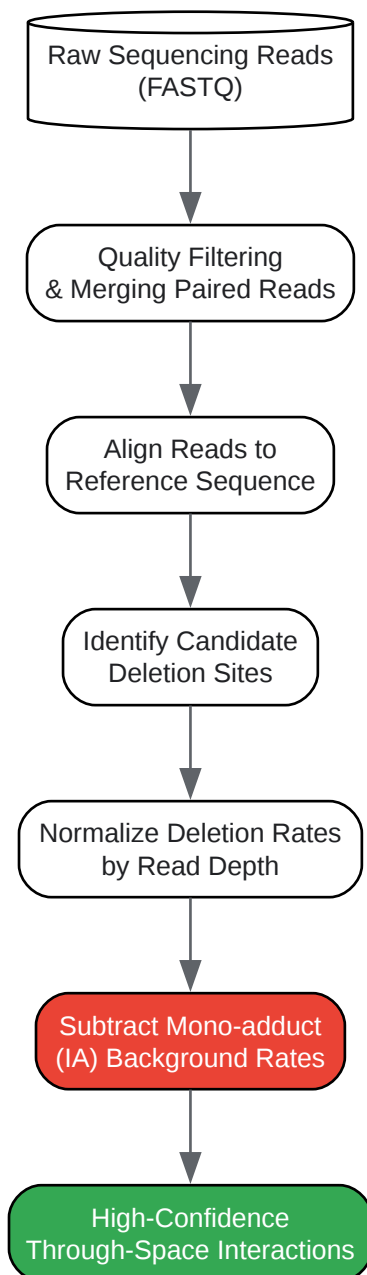 Raw Sequencing Reads
(FASTQ)
Quality Filtering
& Merging Paired Reads
Align Reads to
Reference Sequence
Identify Candidate
Deletion Sites
Normalize Deletion Rates
by Read Depth
Subtract Mono-adduct
(IA) Background Rates
High-Confidence
Through-Space Interactions